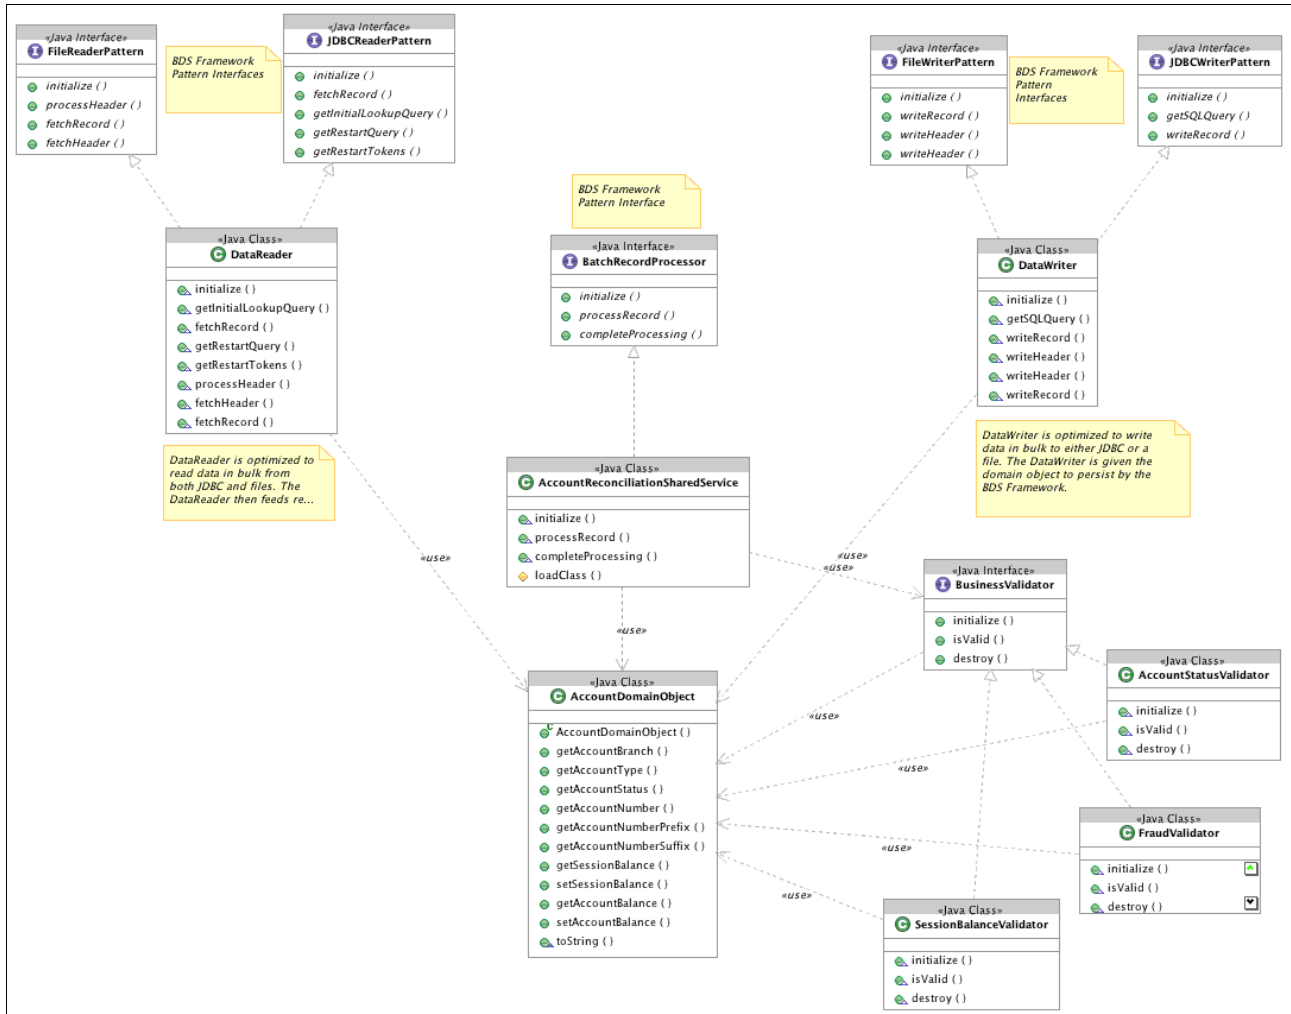 «Java Interface»
FileReaderPattern
initialize ( )
processHeader ( )
fetchRecord ( )
fetchHeader ( )
BDS Framework
Pattern Interfaces
«Java Interface»
JDBCReaderPattern
initialize ( )
fetchRecord ( )
getInitialLookupQuery ( )
getRestartQuery ( )
getRestartTokens ( )
«Java Interface»
FileWriterPattern
initialize ( )
writeRecord ( )
writeHeader ( )
writeHeader ( )
BDS Framework
Pattern
Interfaces
«Java Interface»
JDBCWriterPattern
initialize ( )
getSQLQuery ( )
writeRecord ( )
«Java Class»
DataReader
initialize ( )
getInitialLookupQuery ( )
fetchRecord ( )
getRestartQuery ( )
getRestartTokens ( )
processHeader ( )
fetchHeader ( )
fetchRecord ( )
DataReader is optimized to
read data in bulk from
both JDBC and files. The
DataReader then feeds re...
BDS Framework
Pattern Interface
«Java Interface»
BatchRecordProcessor
initialize ( )
processRecord ( )
completeProcessing ( )
«Java Class»
DataWriter
initialize ( )
getSQLQuery ( )
writeRecord ( )
writeHeader ( )
writeHeader ( )
writeRecord ( )
DataWriter is optimized to write
data in bulk to either JDBC or a
file. The DataWriter is given the
domain object to persist by the
BDS Framework.
«Java Class»
AccountReconciliationSharedService
initialize ( )
processRecord ( )
completeProcessing ( )
loadClass ( )
«use»
«use»
«use»
«use»
«Java Interface»
BusinessValidator
initialize ( )
isValid ( )
destroy ( )
«Java Class»
AccountDomainObject
AccountDomainObject ( )
getAccountBranch ( )
getAccountType ( )
getAccountStatus ( )
getAccountNumber ( )
getAccountNumberPrefix ( )
getAccountNumberSuffix ( )
getSessionBalance ( )
setSessionBalance ( )
getAccountBalance ( )
setAccountBalance ( )
toString ( )
«use»
«use»
«use»
«use»
«Java Class»
AccountStatusValidator
initialize ( )
isValid ( )
destroy ( )
«Java Class»
FraudValidator
initialize ( )
isValid ( )
destroy ( )
«Java Class»
SessionBalanceValidator
initialize ( )
isValid ( )
destroy ( )